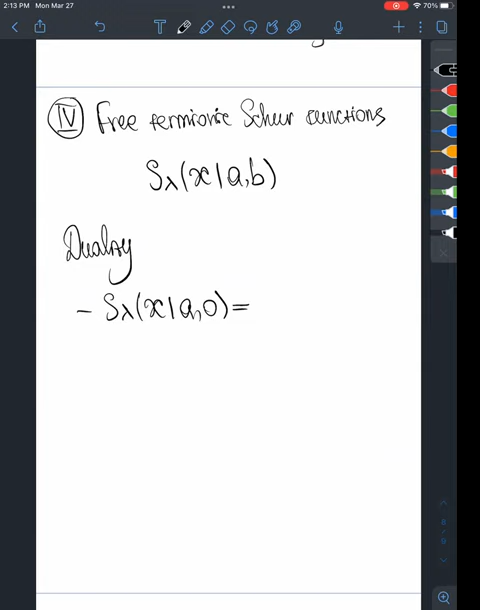 2:13 PM Mon Mar 27
70%
IV Free fermionic Schur functions
Sλ(x|a,b)
Duality
- Sλ(x|a,0)=